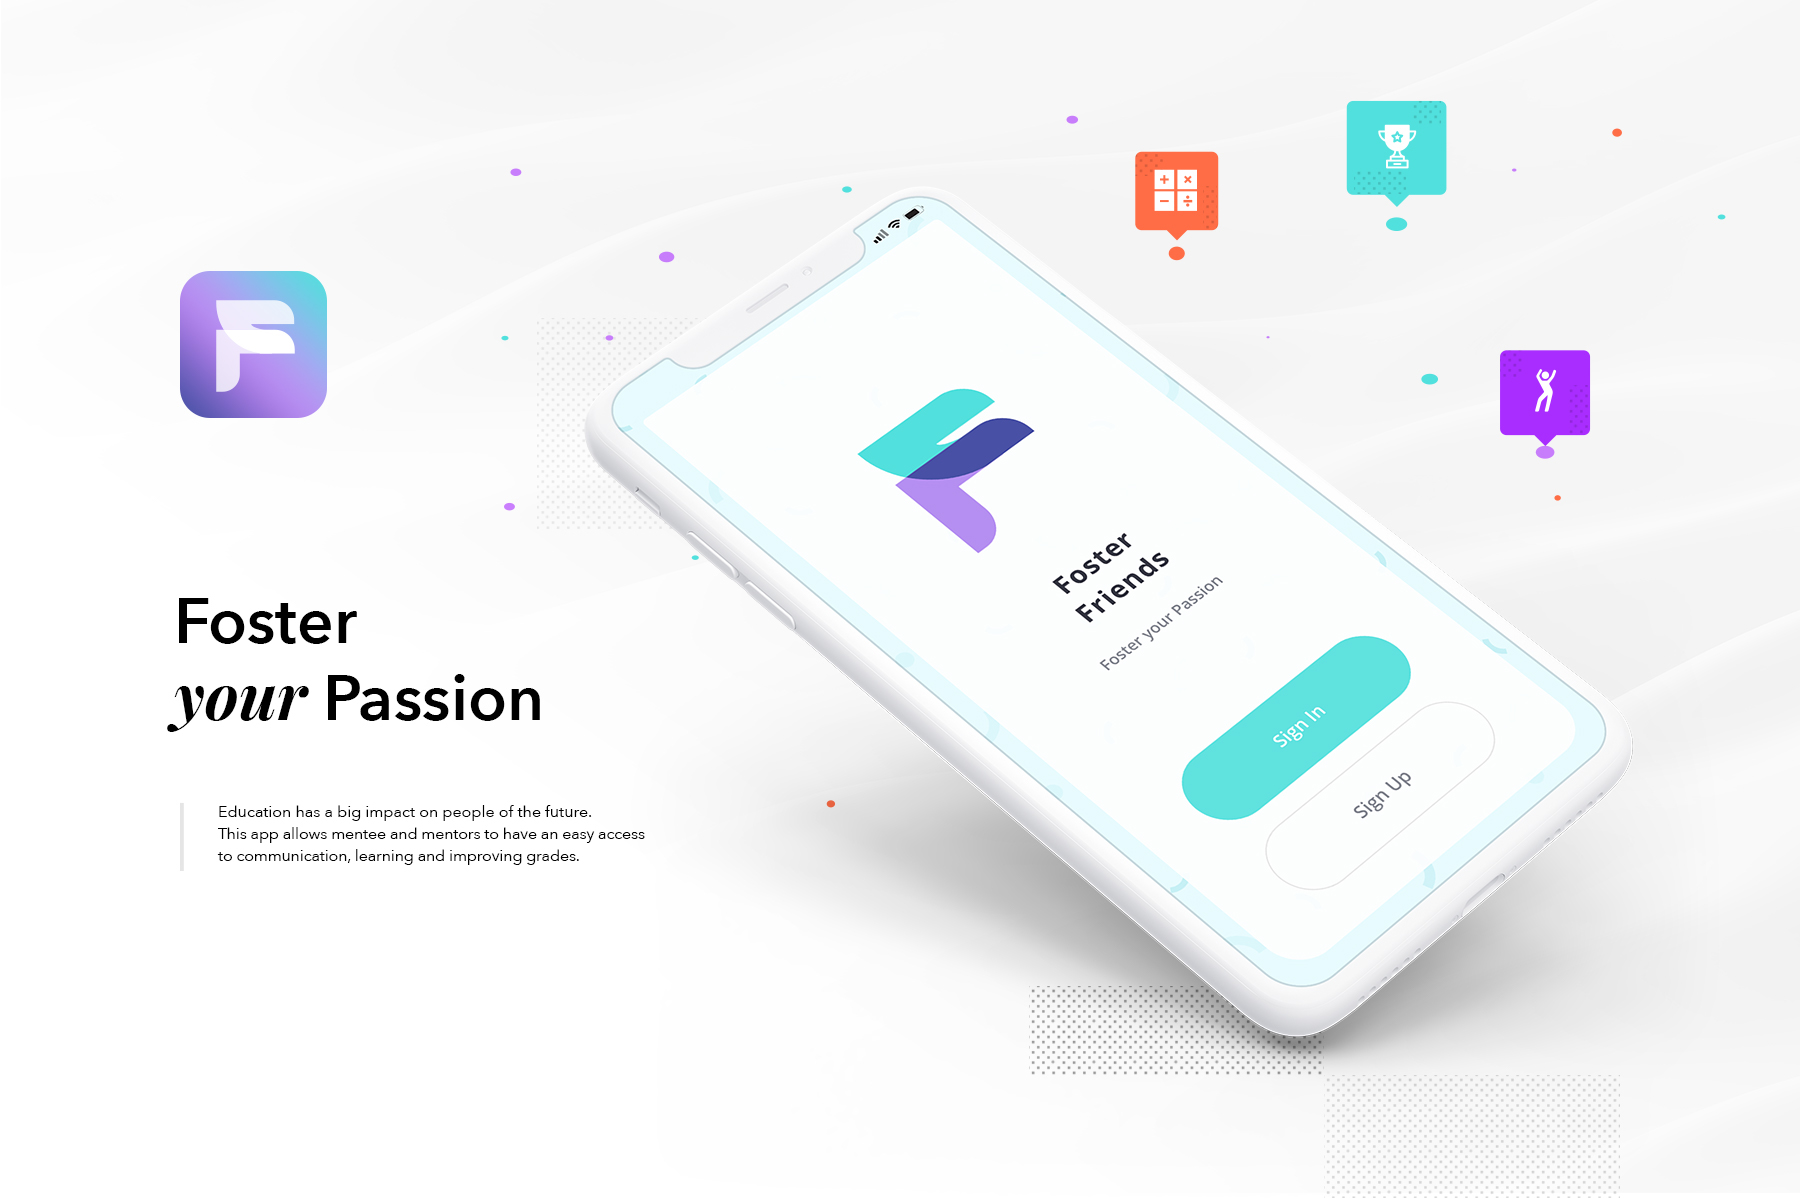 Foster
your Passion
Education has a big impact on people of the future.
This app allows mentee and mentors to have an easy access
to communication, learning and improving grades.
Foster
Friends
Foster your Passion
Sign In
Sign Up